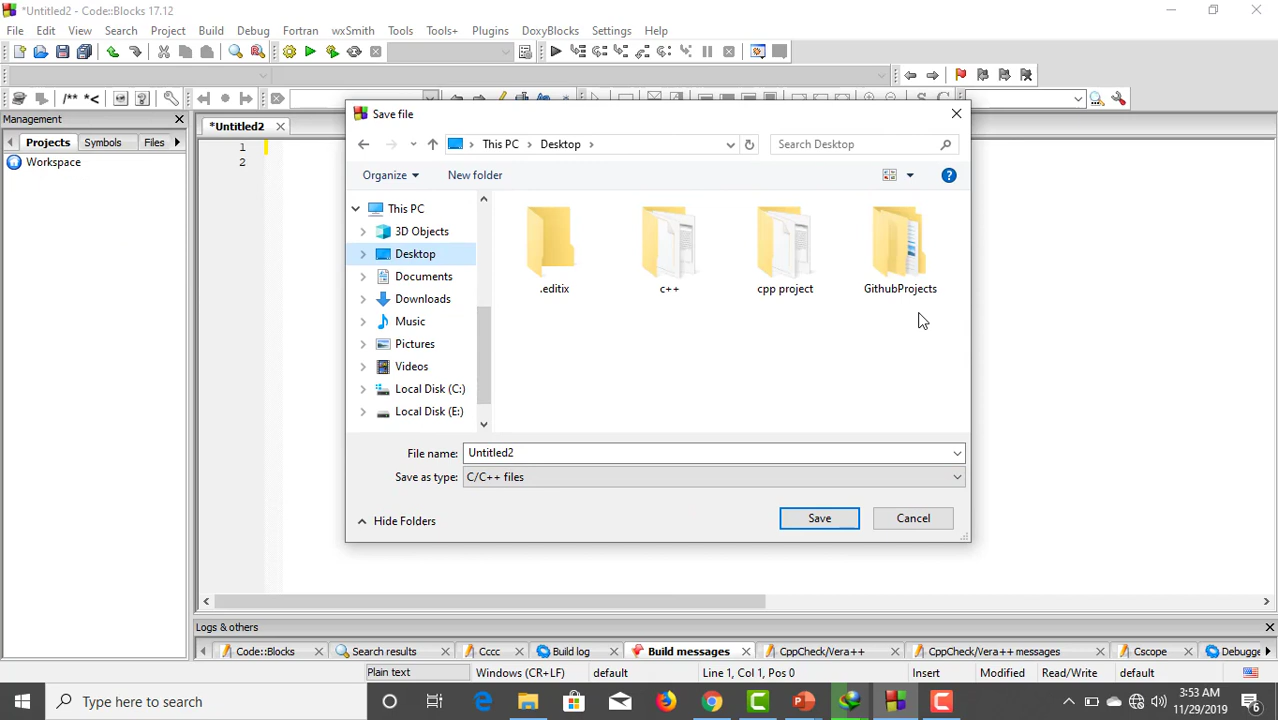 *Untitled2 - Code::Blocks 17.12
File Edit View Search Project Build Debug Fortran wxSmith Tools Tools+ Plugins DoxyBlocks Settings Help
/** *<
Management
Projects Symbols Files
Workspace
*Untitled2
1
2
Save file
This PC > Desktop >
Search Desktop
Organize New folder
This PC
3D Objects
Desktop
Documents
Downloads
Music
Pictures
Videos
Local Disk (C:)
Local Disk (E:)
.editix c++ cpp project GithubProjects
File name: Untitled2
Save as type: C/C++ files
Hide Folders Save Cancel
Logs & others
Code::Blocks Search results Cccc Build log Build messages CppCheck/Vera++ CppCheck/Vera++ messages Cscope Debugge
Plain text Windows (CR+LF) default Line 1, Col 1, Pos 0 Insert Modified Read/Write default
Type here to search
3:53 AM
11/29/2019
6